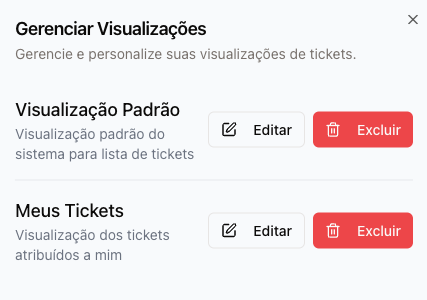 Gerenciar Visualizações
Gerencie e personalize suas visualizações de tickets.
Visualização Padrão
Visualização padrão do
sistema para lista de tickets
Editar
Excluir
Meus Tickets
Visualização dos tickets
atribuídos a mim
Editar
Excluir